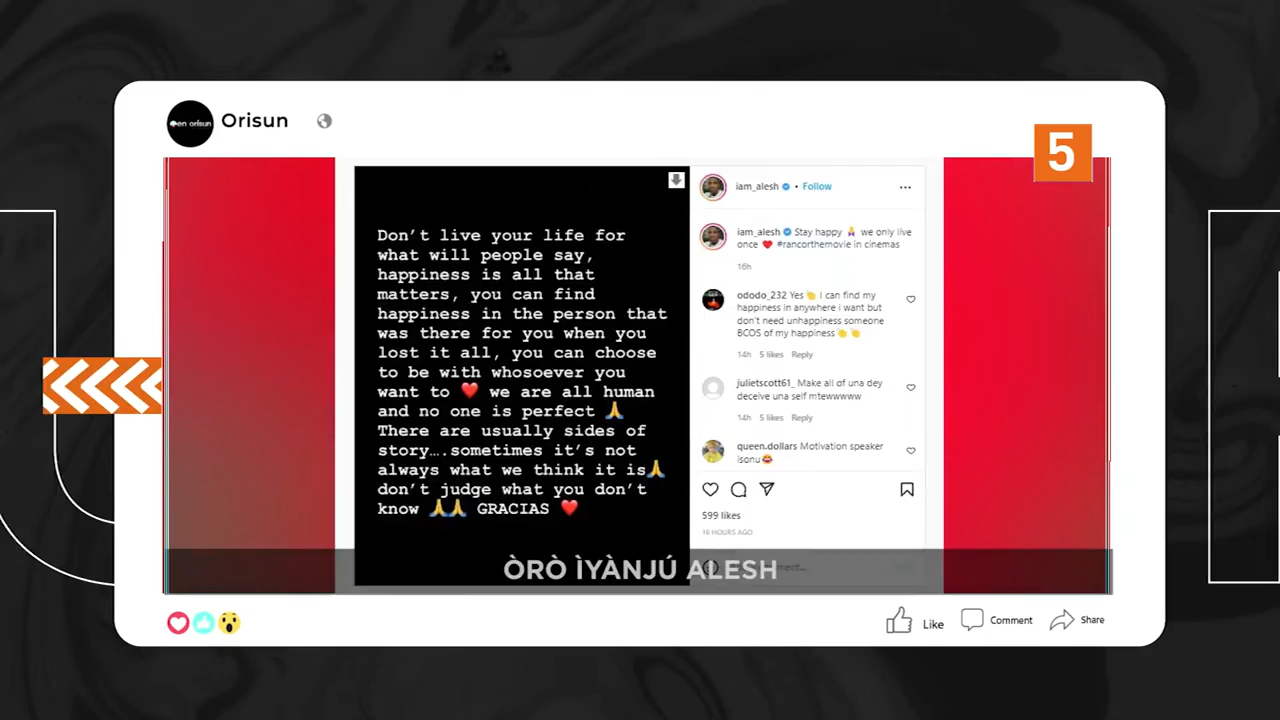 en orisun
Orisun
5
Don't live your life for
what will people say,
happiness is all that
matters, you can find
happiness in the person that
was there for you when you
lost it all, you can choose
to be with whosoever you
want to ❤️ we are all human
and no one is perfect 🙏
There are usually sides of
story….sometimes it's not
always what we think it is🙏
don't judge what you don't
know 🙏🙏 GRACIAS ❤️
iam_alesh • Follow
iam_alesh Stay happy 🙏 we only live
once ❤️ #rancorthemovie in cinemas
16h
ododo_232 Yes👏 I can find my
happiness in anywhere i want but
don't need unhappiness someone
BCOS of my happiness 👏 👏
14h 5 likes Reply
julietscott61_ Make all of una dey
deceive una self mtewwwww
14h 5 likes Reply
queen.dollars Motivation speaker
isonu😂
599 likes
16 HOURS AGO
ÒRÒ ÌYÀNJÚ ALESH
Like
Comment
Share